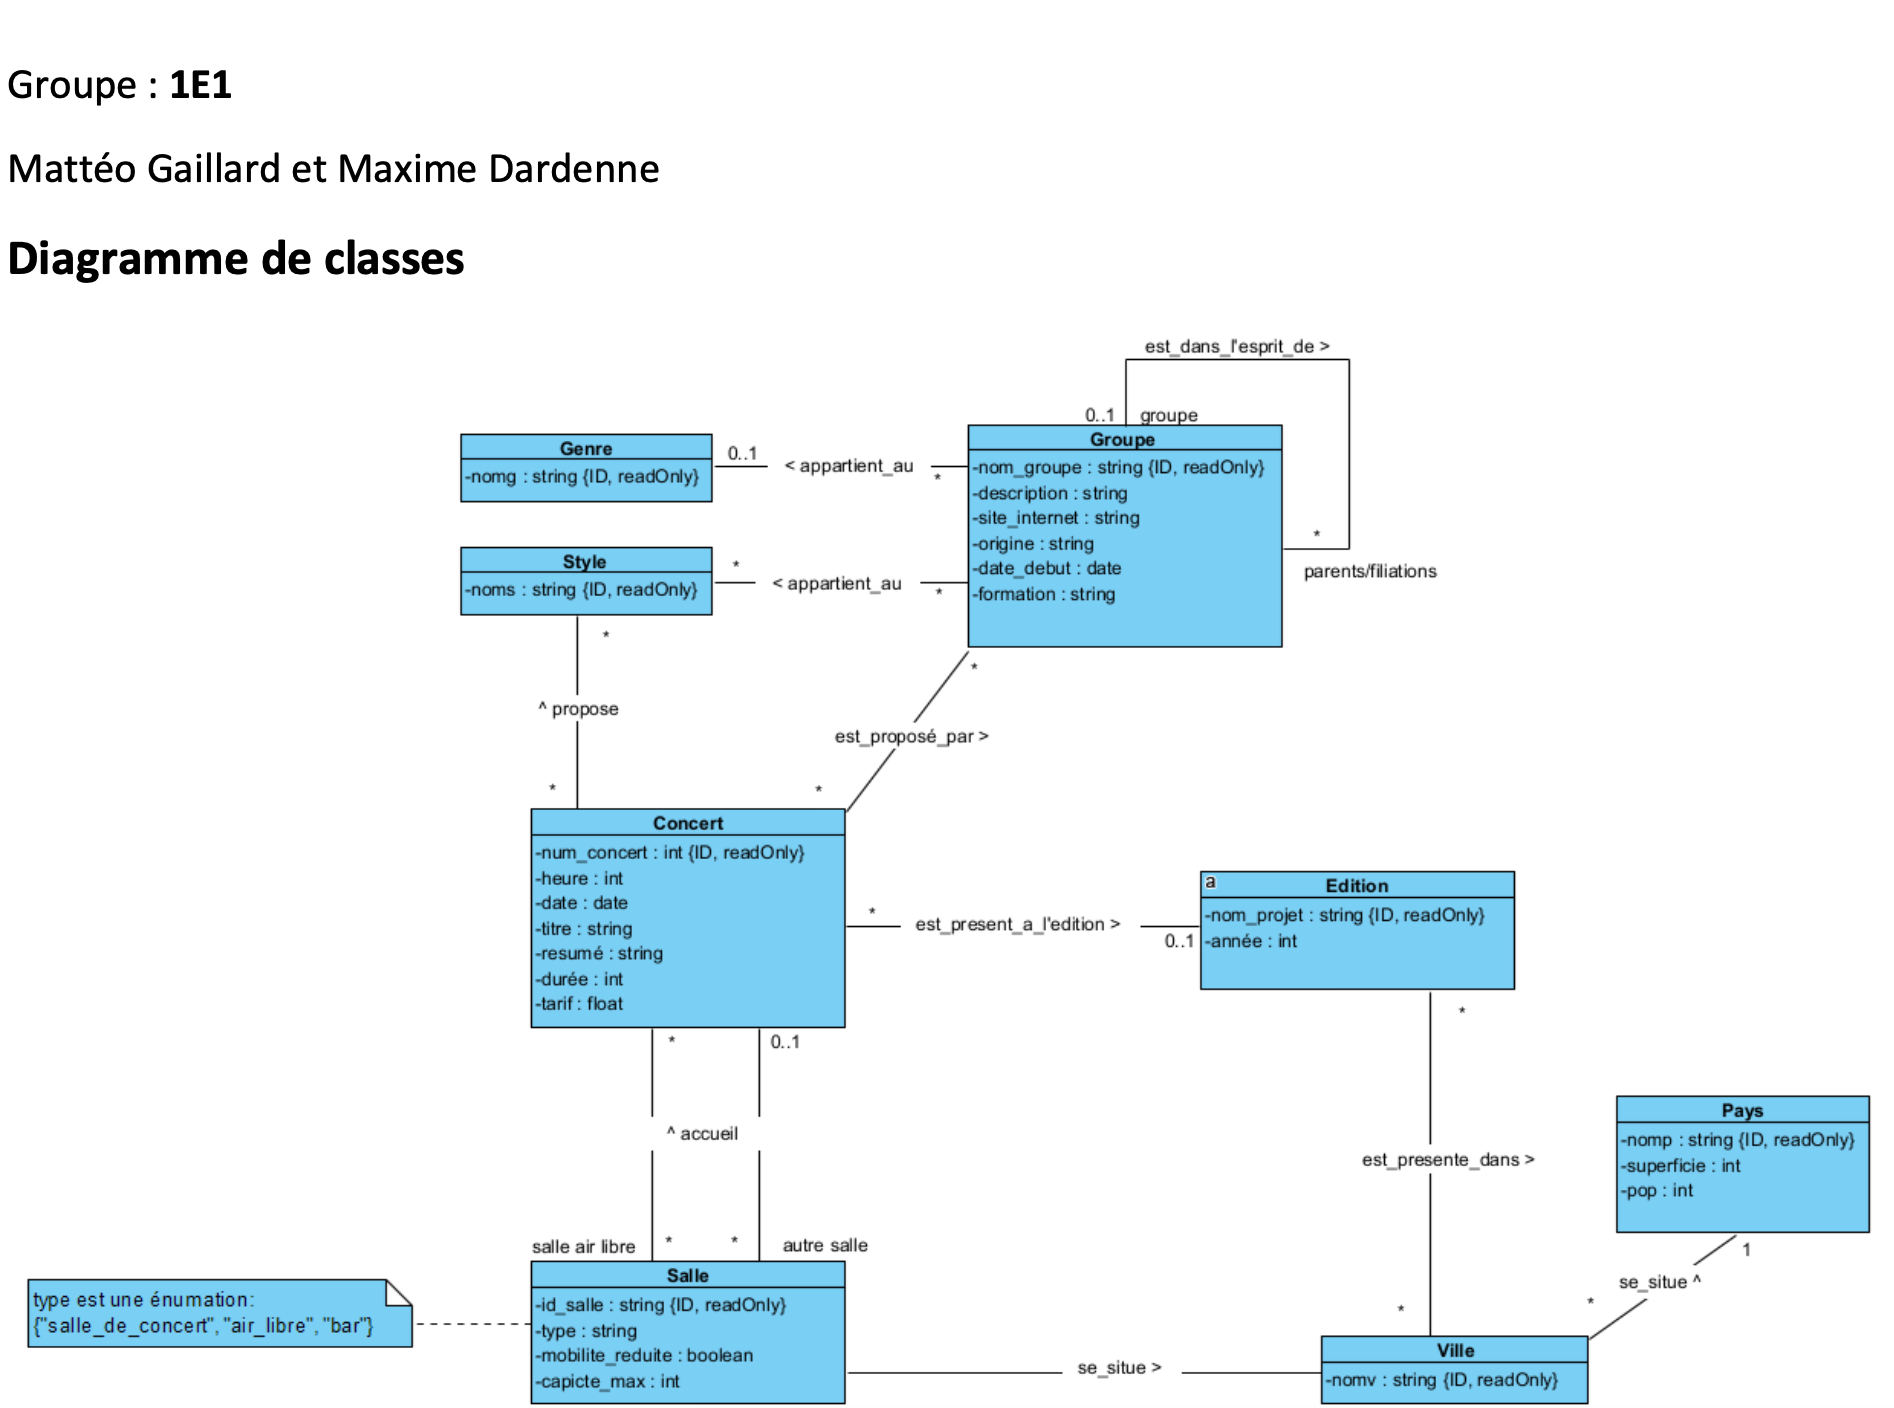 Groupe : 1E1
Mattéo Gaillard et Maxime Dardenne
Diagramme de classes
est_dans_l'esprit_de >
0..1 groupe
Genre
-nomg : string {ID, readOnly}
0..1 < appartient_au *
Groupe
-nom_groupe : string {ID, readOnly}
-description : string
-site_internet : string
-origine : string
-date_debut : date
-formation : string
*
parents/filiations
Style
-noms : string {ID, readOnly}
* < appartient_au *
*
^ propose
*
*
est_proposé_par >
*
Concert
-num_concert : int {ID, readOnly}
-heure : int
-date : date
-titre : string
-resumé : string
-durée : int
-tarif : float
* est_present_a_l'edition > 0..1
a
Edition
-nom_projet : string {ID, readOnly}
-année : int
* 0..1
^ accueil
salle air libre * * autre salle
*
est_presente_dans >
*
Pays
-nomp : string {ID, readOnly}
-superficie : int
-pop : int
1
se_situe ^
*
type est une énumation:
{"salle_de_concert", "air_libre", "bar"}
Salle
-id_salle : string {ID, readOnly}
-type : string
-mobilite_reduite : boolean
-capicte_max : int
se_situe >
Ville
-nomv : string {ID, readOnly}